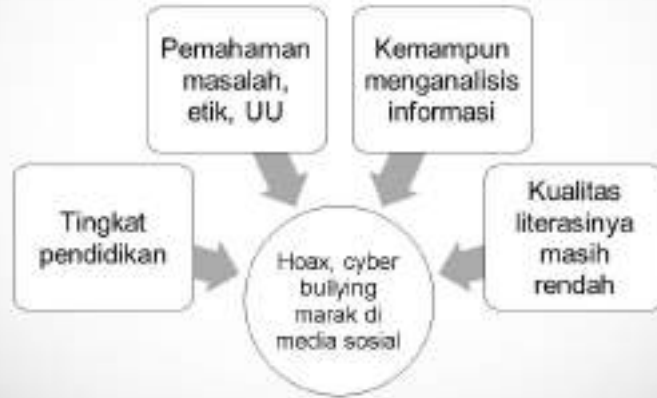 Pemahaman
masalah,
etik, UU
Kemampun
menganalisis
informasi
Tingkat
pendidikan
Kualitas
literasinya
masih
rendah
Hoax, cyber
bullying
marak di
media sosial